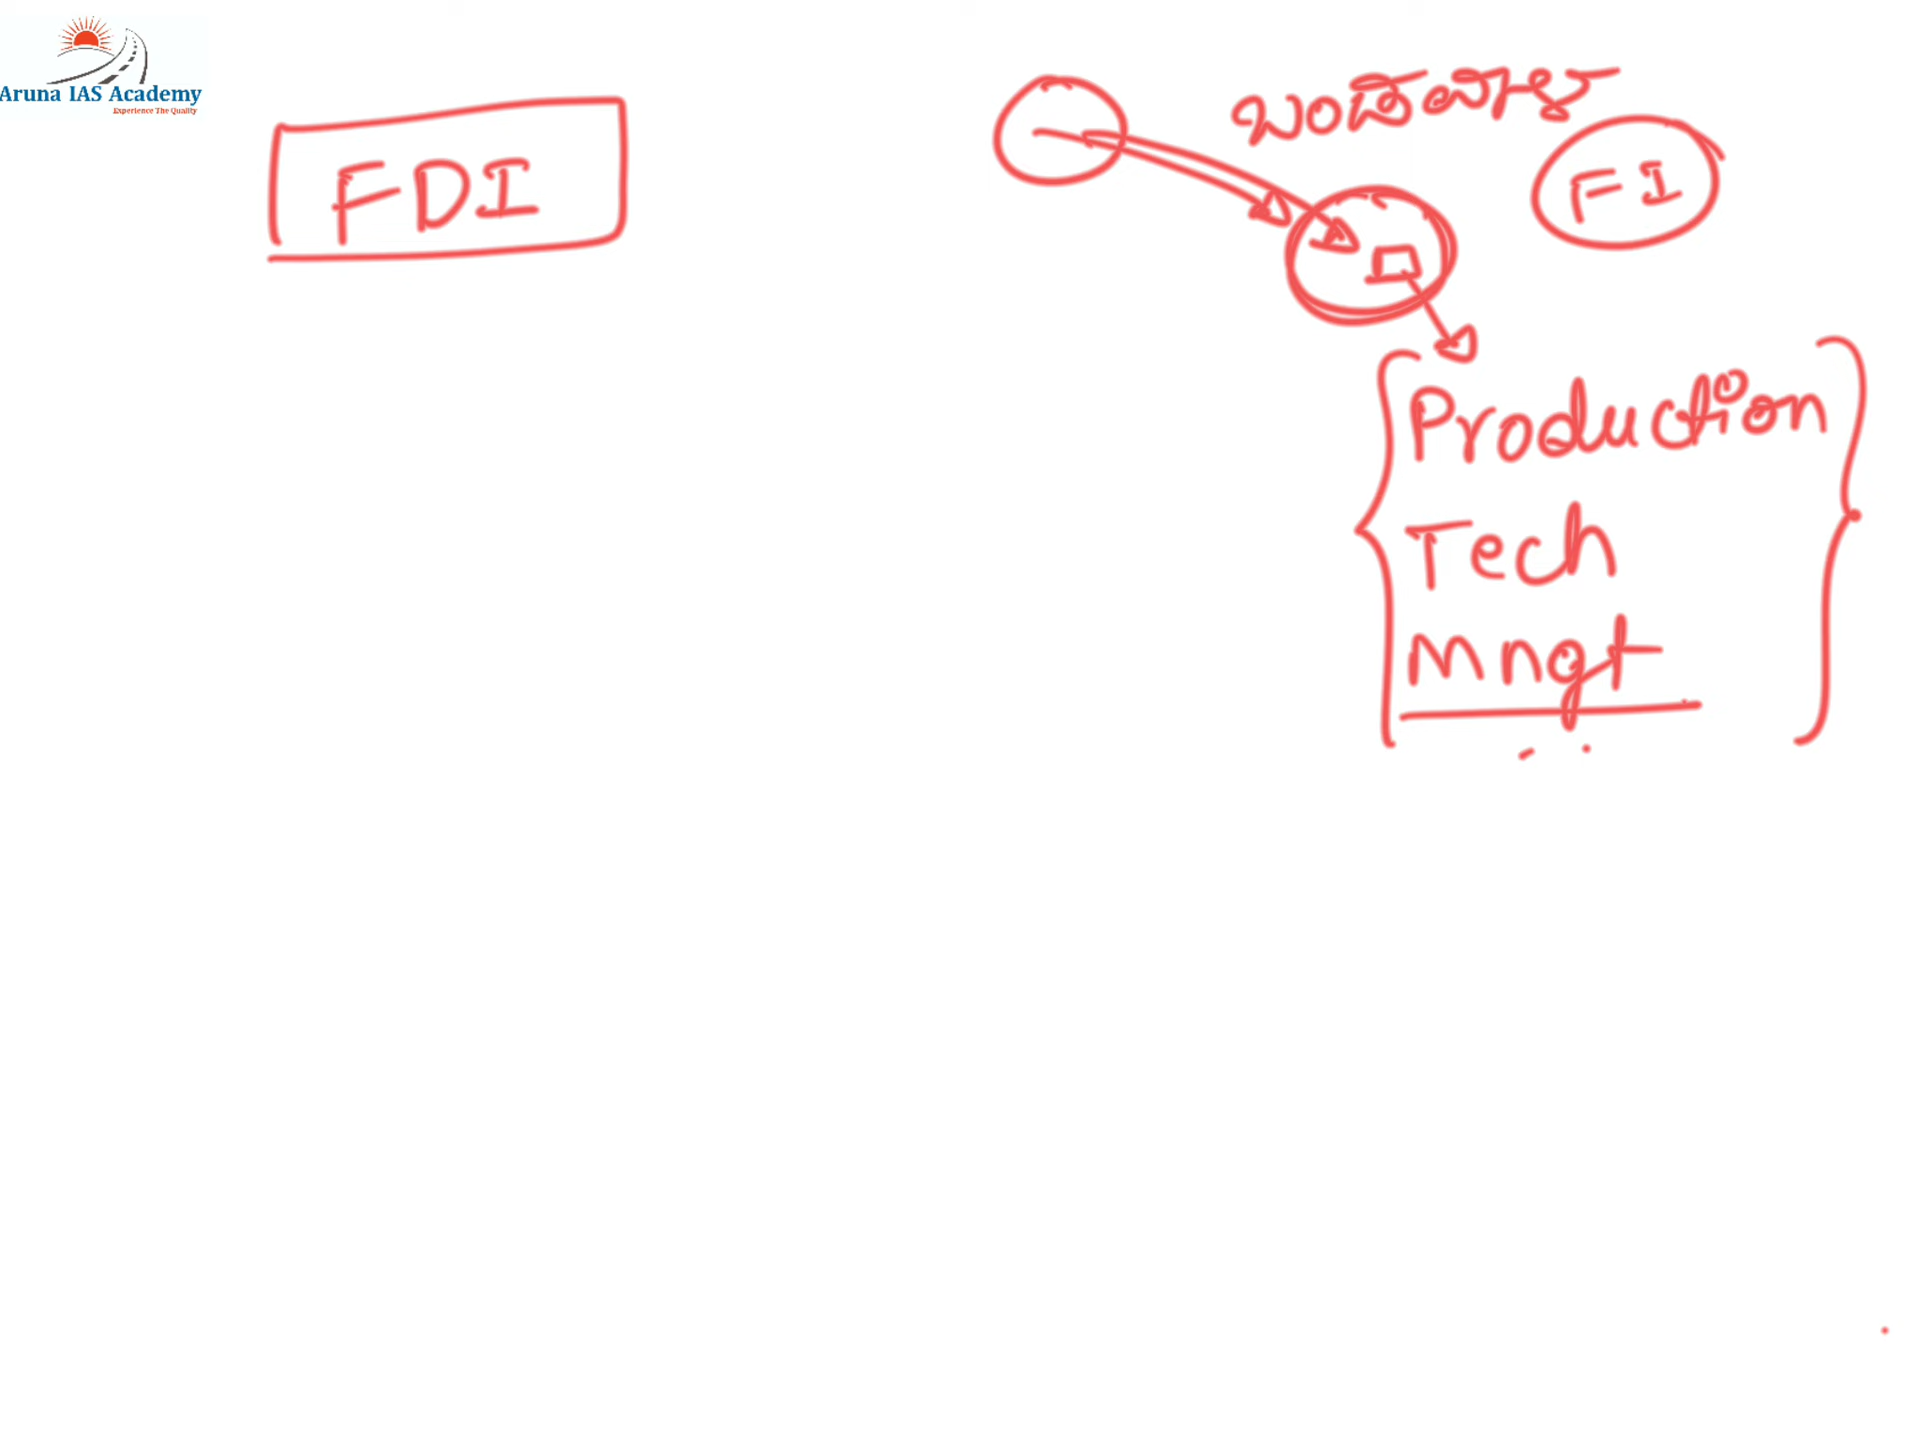 Aruna IAS Academy
Experience The Quality
FDI
ಬಂಡವಾಳ
FI
Production
Tech
Mngt